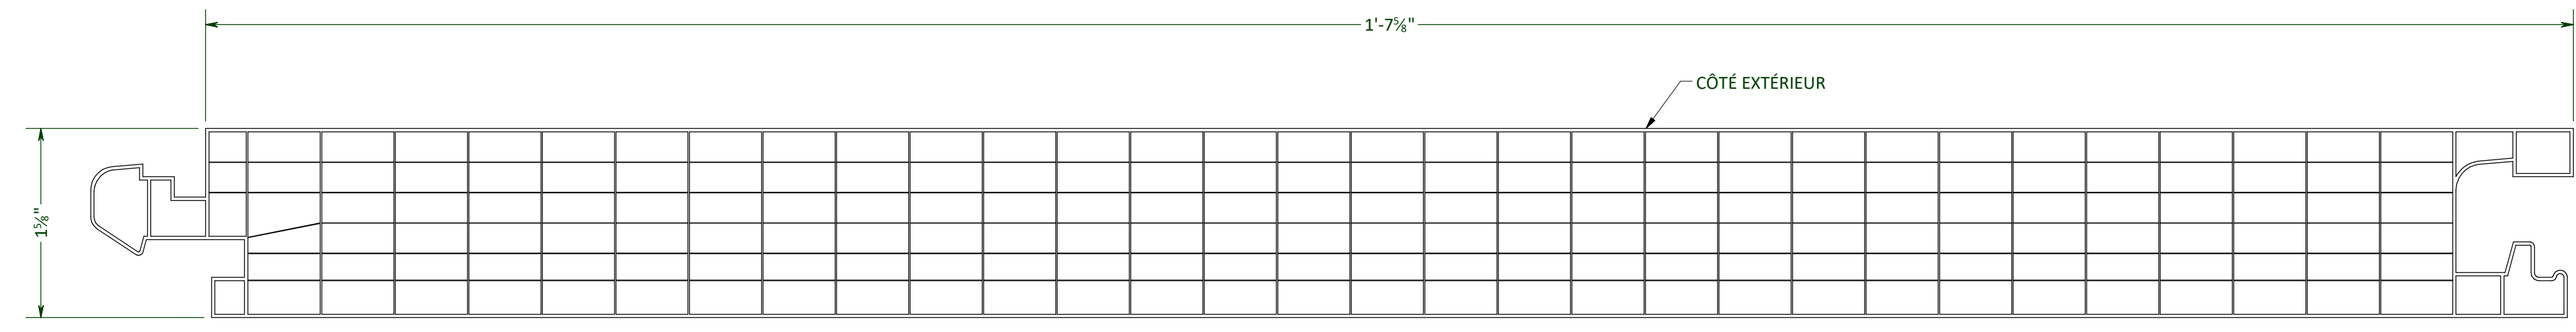 1'-7⅝"
CÔTÉ EXTÉRIEUR
1⅝"